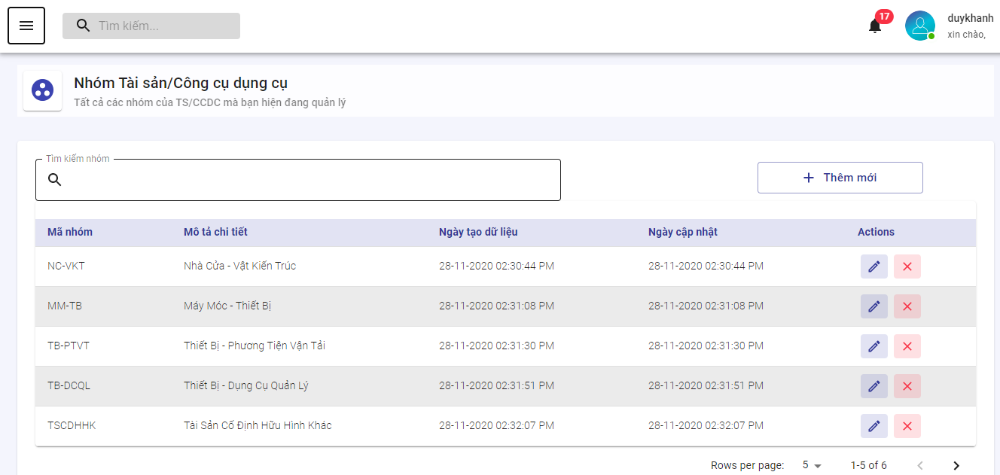 Tìm kiếm...
17
duykhanh
xin chào,
Nhóm Tài sản/Công cụ dụng cụ
Tất cả các nhóm của TS/CCDC mà bạn hiện đang quản lý
Tìm kiếm nhóm
Thêm mới
Mã nhóm Mô tả chi tiết Ngày tạo dữ liệu Ngày cập nhật Actions
NC-VKT Nhà Cửa - Vật Kiến Trúc 28-11-2020 02:30:44 PM 28-11-2020 02:30:44 PM
MM-TB Máy Móc - Thiết Bị 28-11-2020 02:31:08 PM 28-11-2020 02:31:08 PM
TB-PTVT Thiết Bị - Phương Tiện Vận Tải 28-11-2020 02:31:30 PM 28-11-2020 02:31:30 PM
TB-DCQL Thiết Bị - Dụng Cụ Quản Lý 28-11-2020 02:31:51 PM 28-11-2020 02:31:51 PM
TSCDHHK Tài Sản Cố Định Hữu Hình Khác 28-11-2020 02:32:07 PM 28-11-2020 02:32:07 PM
Rows per page: 5 1-5 of 6